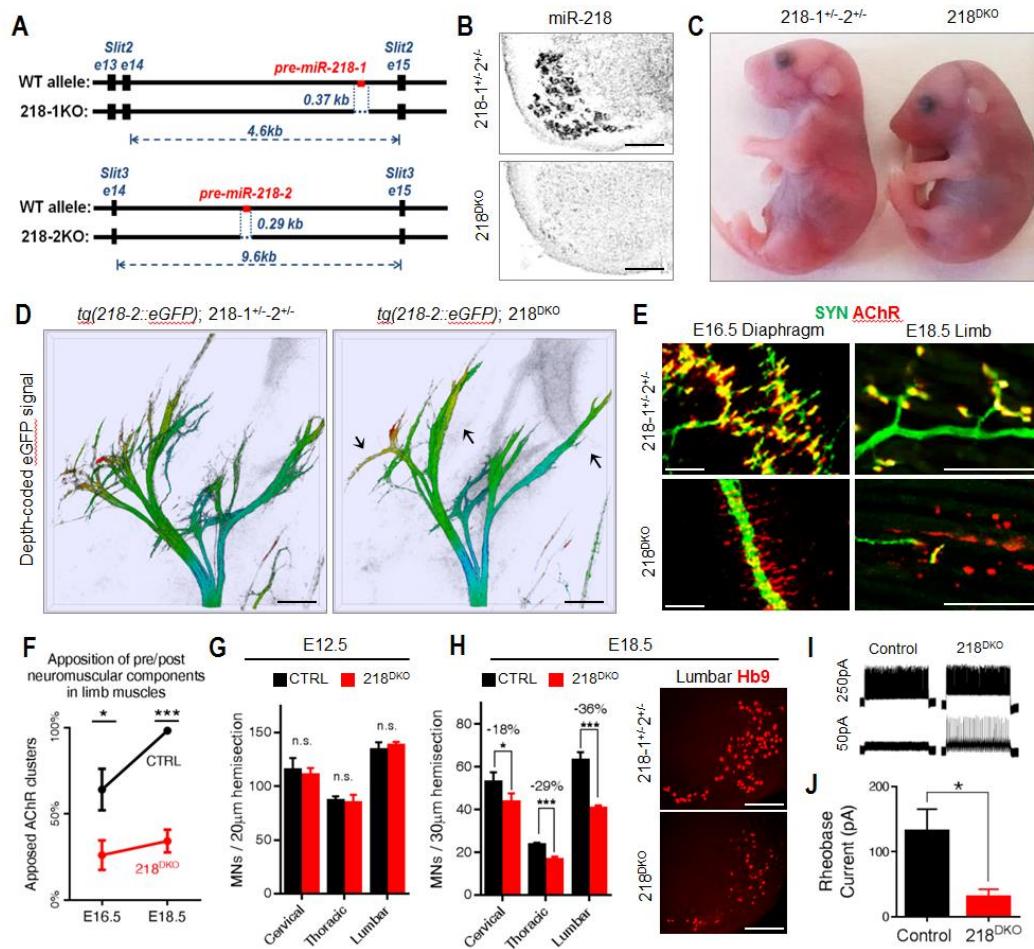 A
Slit2
e13 e14
Slit2
e15
WT allele:
pre-miR-218-1
0.37 kb
218-1KO:
4.6kb
Slit3
e14
Slit3
e15
WT allele:
pre-miR-218-2
0.29 kb
218-2KO:
9.6kb
B
miR-218
218-1+/-2+/-
218DKO
C
218-1+/-2+/-
218DKO
D
tg(218-2::eGFP); 218-1+/-2+/-
tg(218-2::eGFP); 218DKO
Depth-coded eGFP signal
E
SYN AChR
E16.5 Diaphragm
E18.5 Limb
218-1+/-2+/-
218DKO
F
Apposition of pre/post
neuromuscular components
in limb muscles
Apposed AChR clusters
100%
50%
0%
*
***
CTRL
218DKO
E16.5
E18.5
G
E12.5
CTRL
218DKO
MNs / 20μm hemisection
150
100
50
0
n.s.
n.s.
n.s.
Cervical
Thoracic
Lumbar
H
E18.5
CTRL
218DKO
MNs / 30μm hemisection
80
60
40
20
0
-18%
*
-29%
***
-36%
***
Cervical
Thoracic
Lumbar
Lumbar Hb9
218-1+/-2+/-
218DKO
I
Control
218DKO
250pA
50pA
J
*
Rheobase
Current (pA)
200
100
0
Control
218DKO